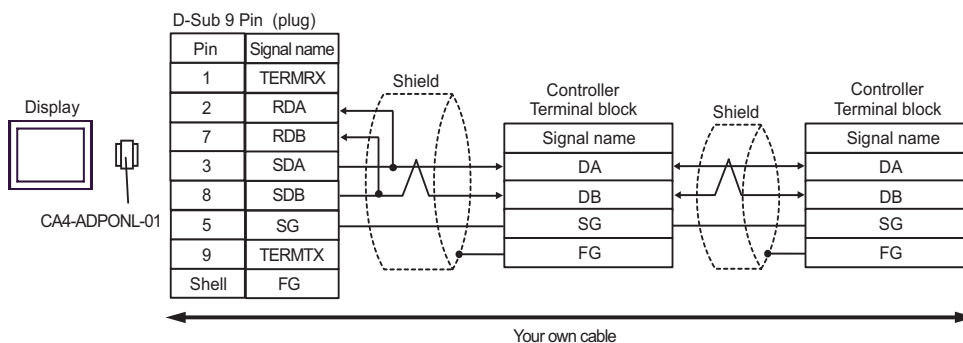 D-Sub 9 Pin (plug)
Pin Signal name
1 TERMRX
2 RDA
7 RDB
3 SDA
8 SDB
5 SG
9 TERMTX
Shell FG
Display
CA4-ADPONL-01
Shield
Controller
Terminal block
Signal name
DA
DB
SG
FG
Shield
Controller
Terminal block
Signal name
DA
DB
SG
FG
Your own cable